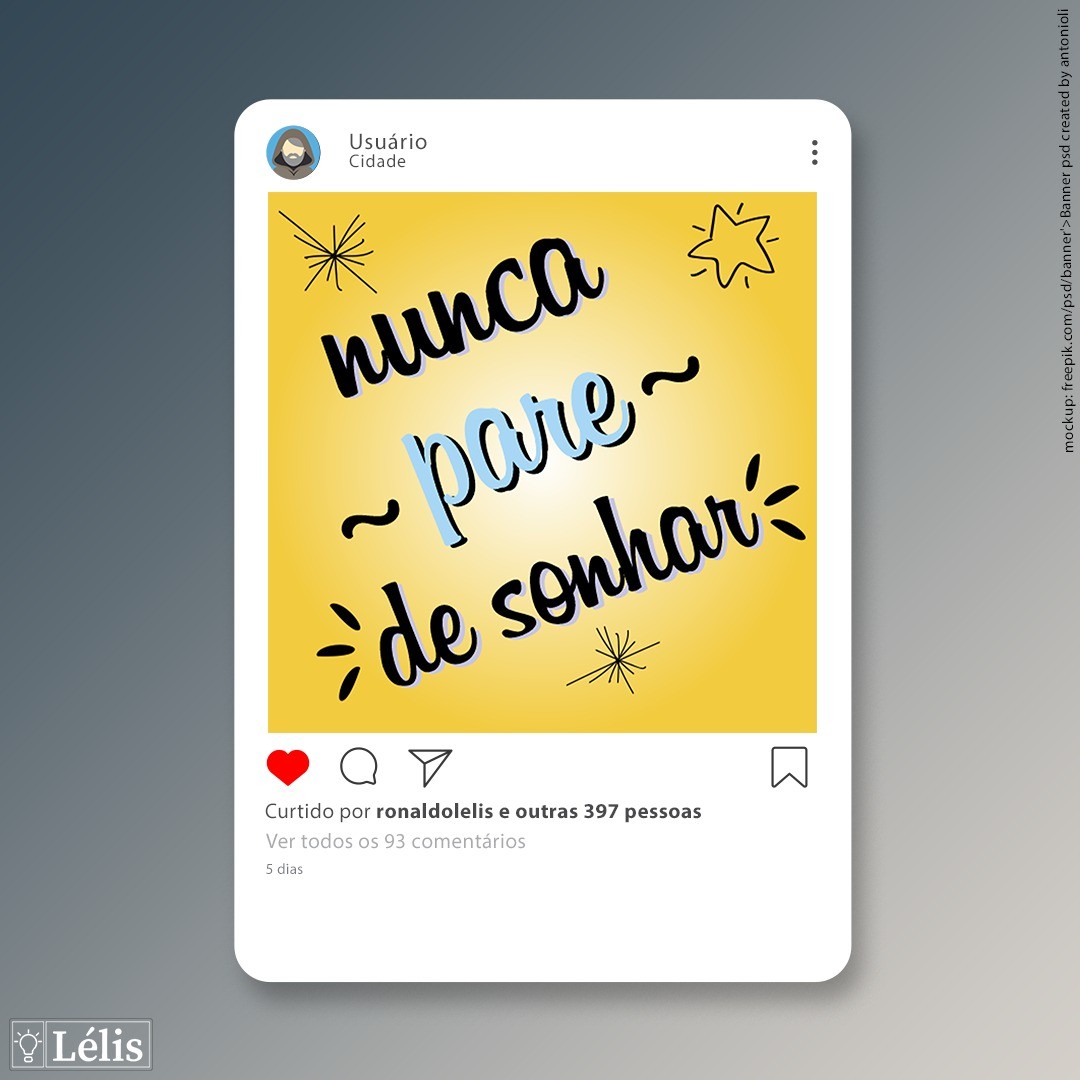 Usuário
Cidade
nunca
~ pare ~
de sonhar
Curtido por ronaldolelis e outras 397 pessoas
Ver todos os 93 comentários
5 dias
Lélis
mockup: freepik.com/psd/banner'>Banner psd created by antonioli